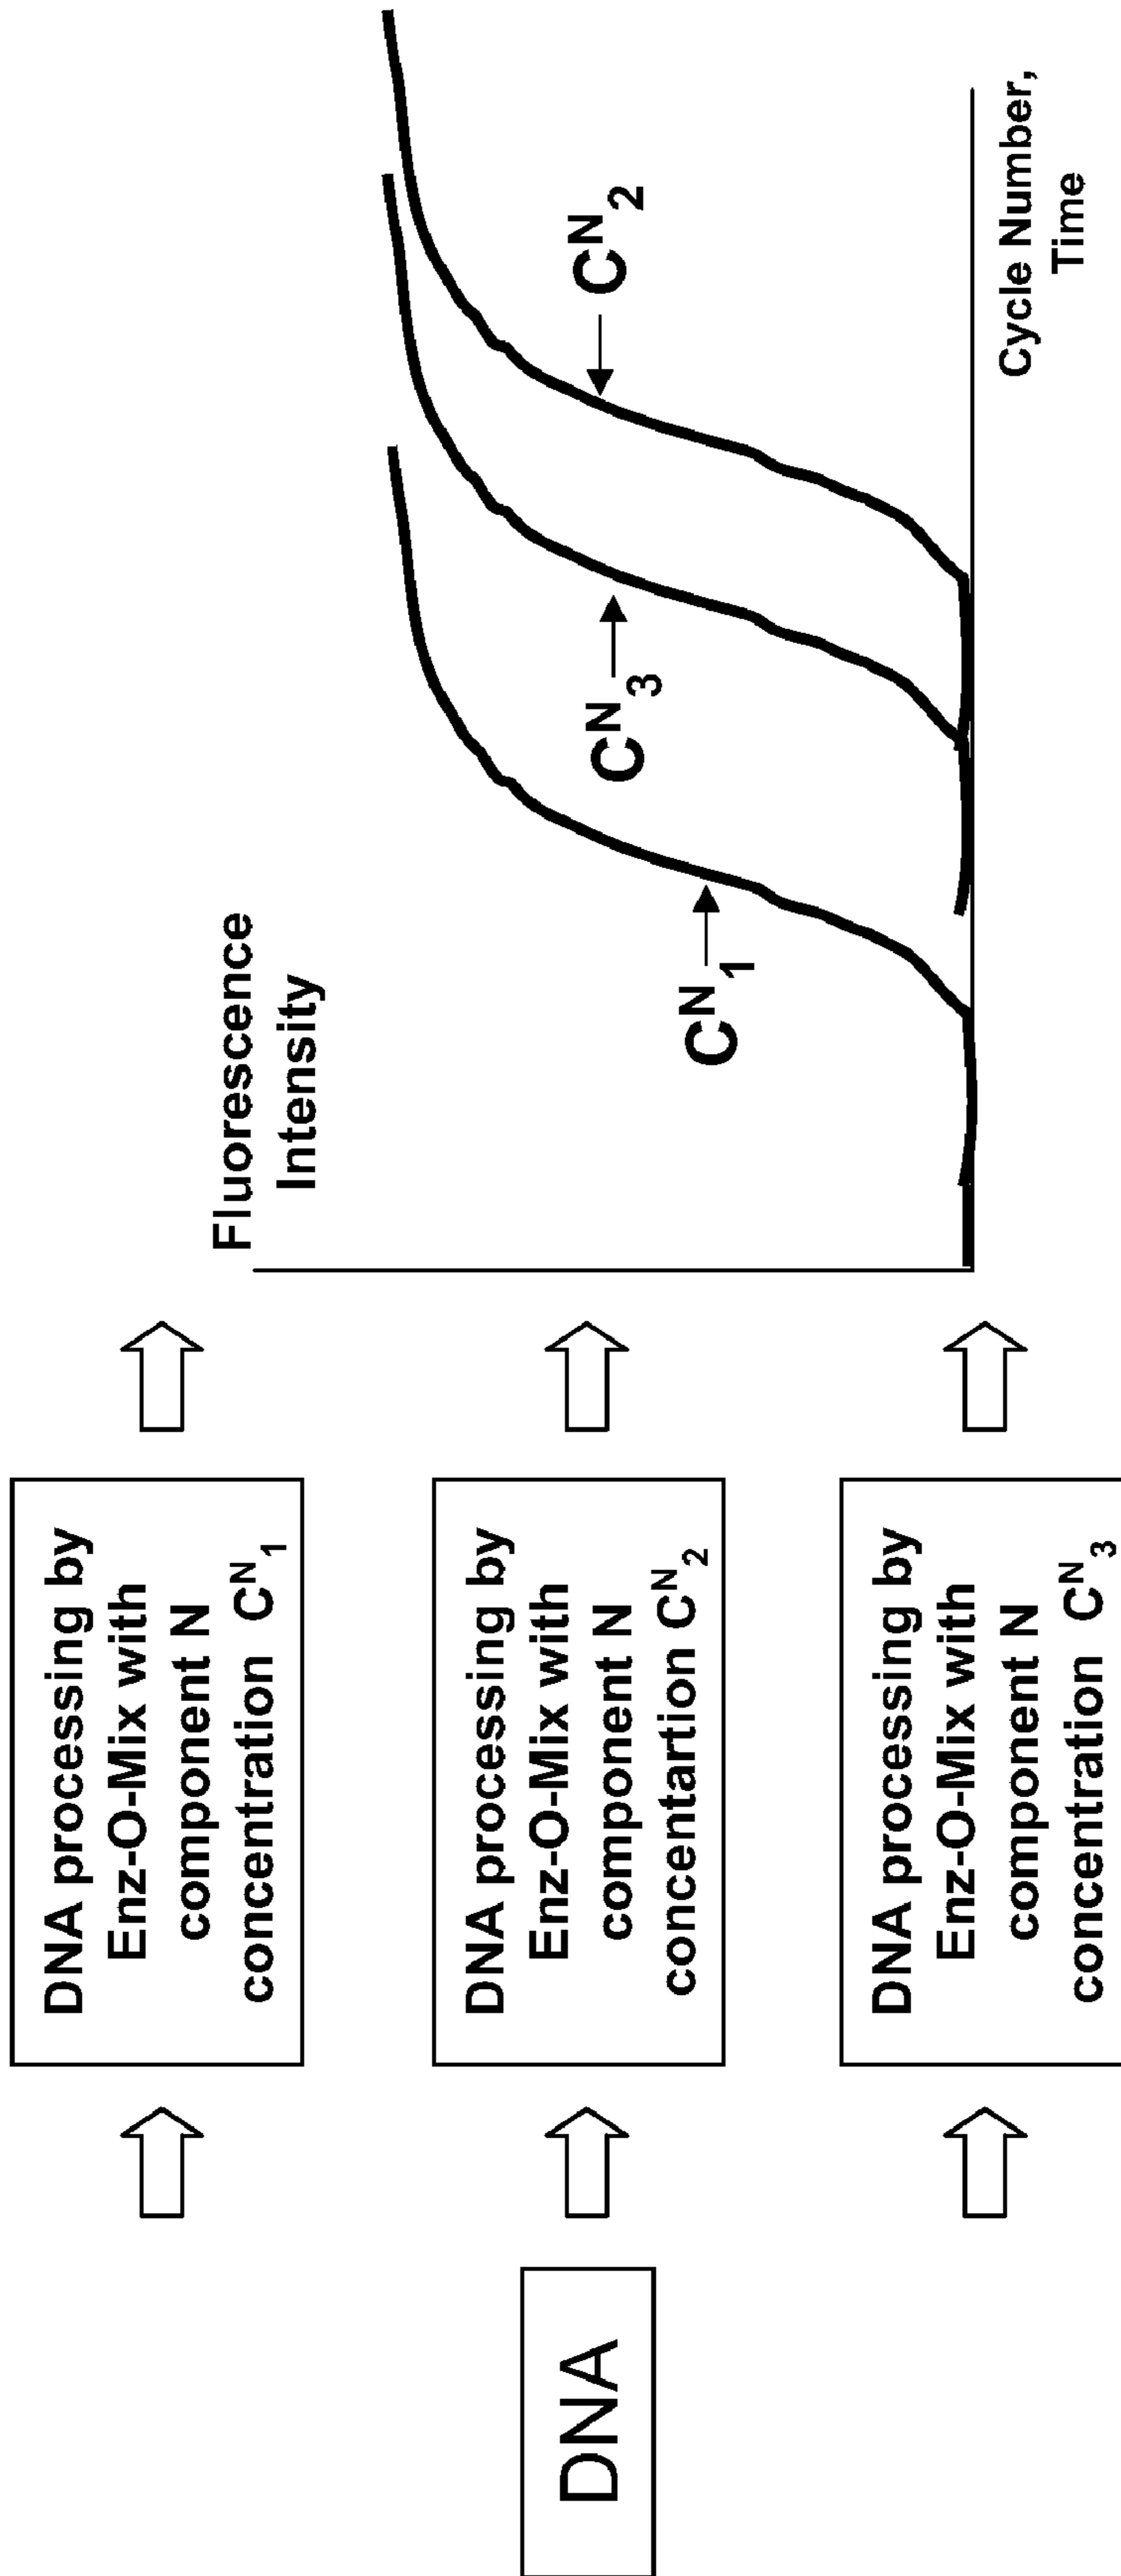 DNA
DNA processing by
Enz-O-Mix with
component N
concentration C^N_1
DNA processing by
Enz-O-Mix with
component N
concentartion C^N_2
DNA processing by
Enz-O-Mix with
component N
concentration C^N_3
Fluorescence
Intensity
C^N_1
C^N_3
C^N_2
Cycle Number,
Time